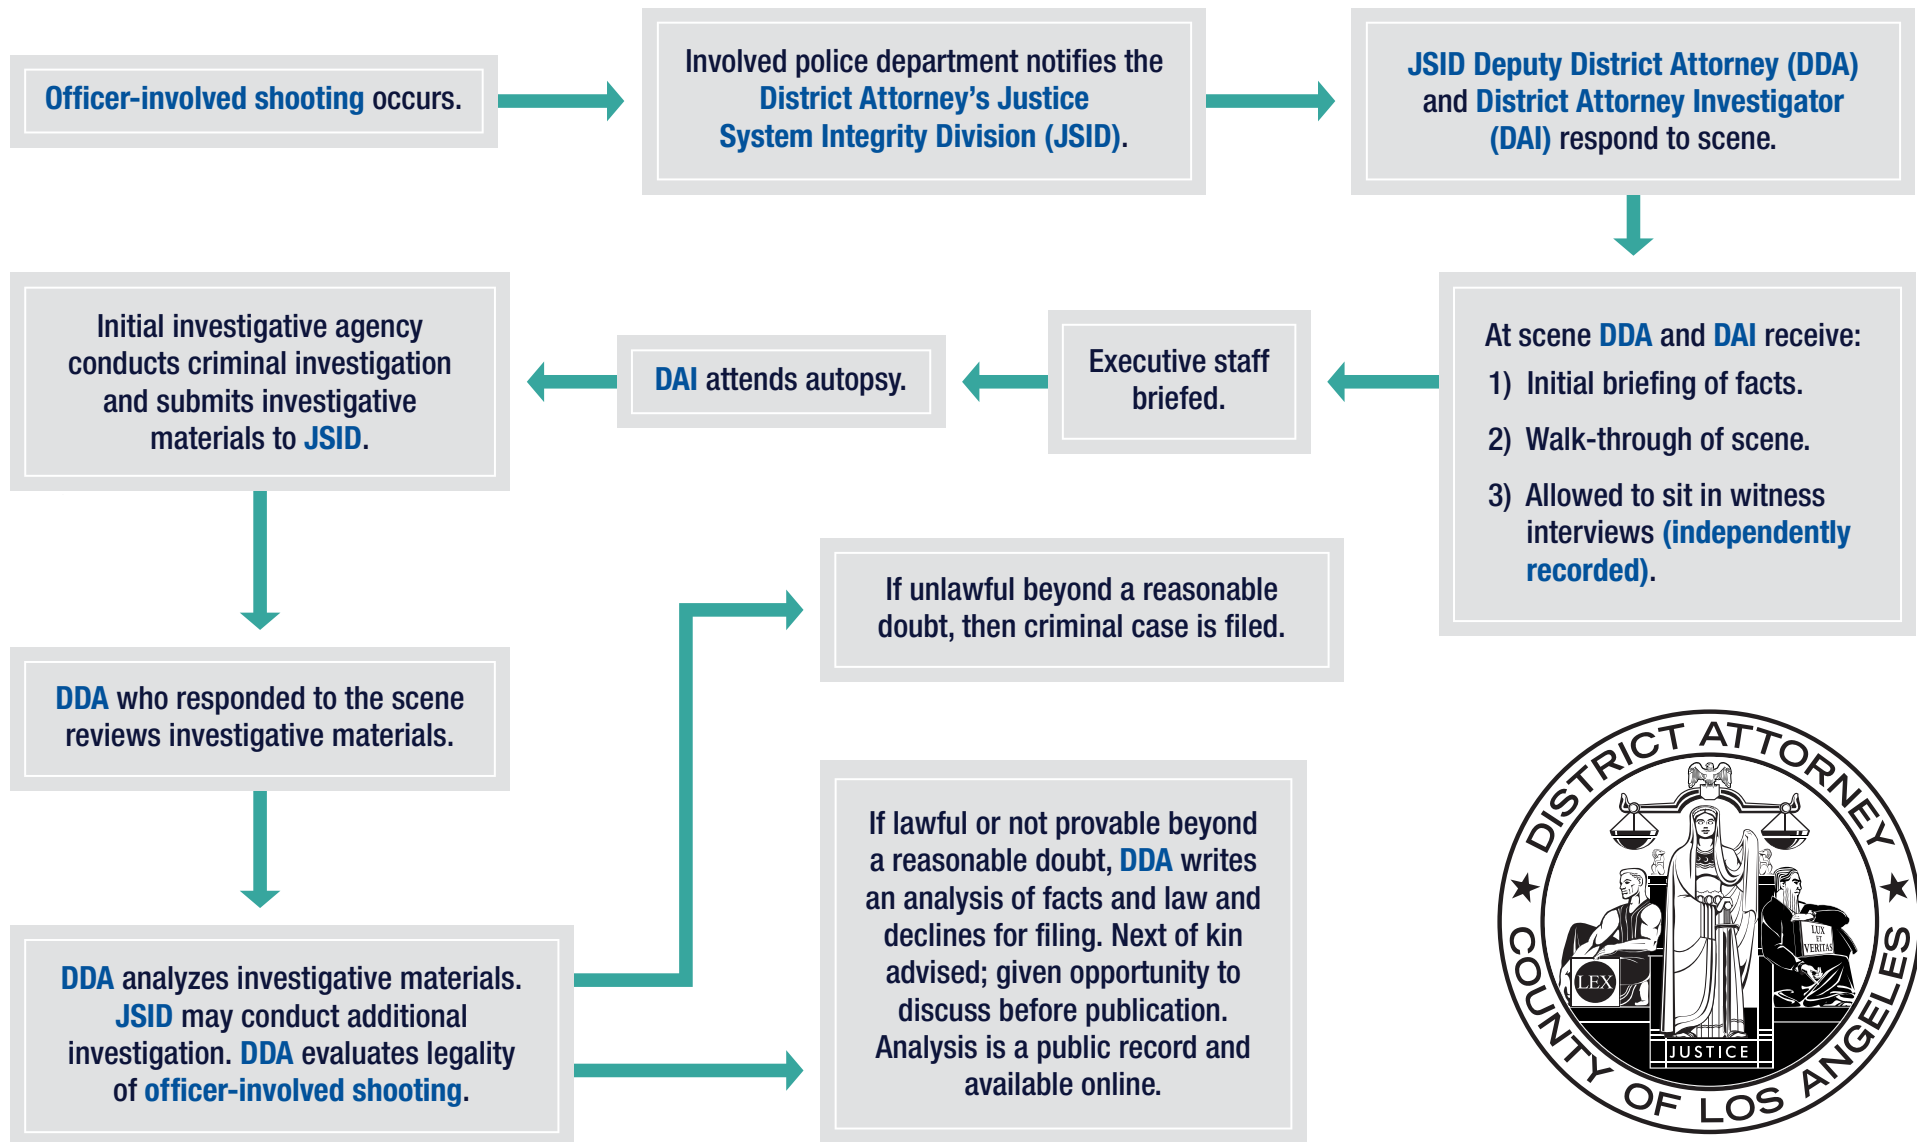 Officer-involved shooting occurs.
Involved police department notifies the
District Attorney’s Justice
System Integrity Division (JSID).
JSID Deputy District Attorney (DDA)
and District Attorney Investigator
(DAI) respond to scene.
At scene DDA and DAI receive:
1) Initial briefing of facts.
2) Walk-through of scene.
3) Allowed to sit in witness
interviews (independently
recorded).
Executive staff
briefed.
DAI attends autopsy.
Initial investigative agency
conducts criminal investigation
and submits investigative
materials to JSID.
DDA who responded to the scene
reviews investigative materials.
DDA analyzes investigative materials.
JSID may conduct additional
investigation. DDA evaluates legality
of officer-involved shooting.
If unlawful beyond a reasonable
doubt, then criminal case is filed.
If lawful or not provable beyond
a reasonable doubt, DDA writes
an analysis of facts and law and
declines for filing. Next of kin
advised; given opportunity to
discuss before publication.
Analysis is a public record and
available online.
DISTRICT ATTORNEY
COUNTY OF LOS ANGELES
LEX
LUX
ET
VERITAS
JUSTICE